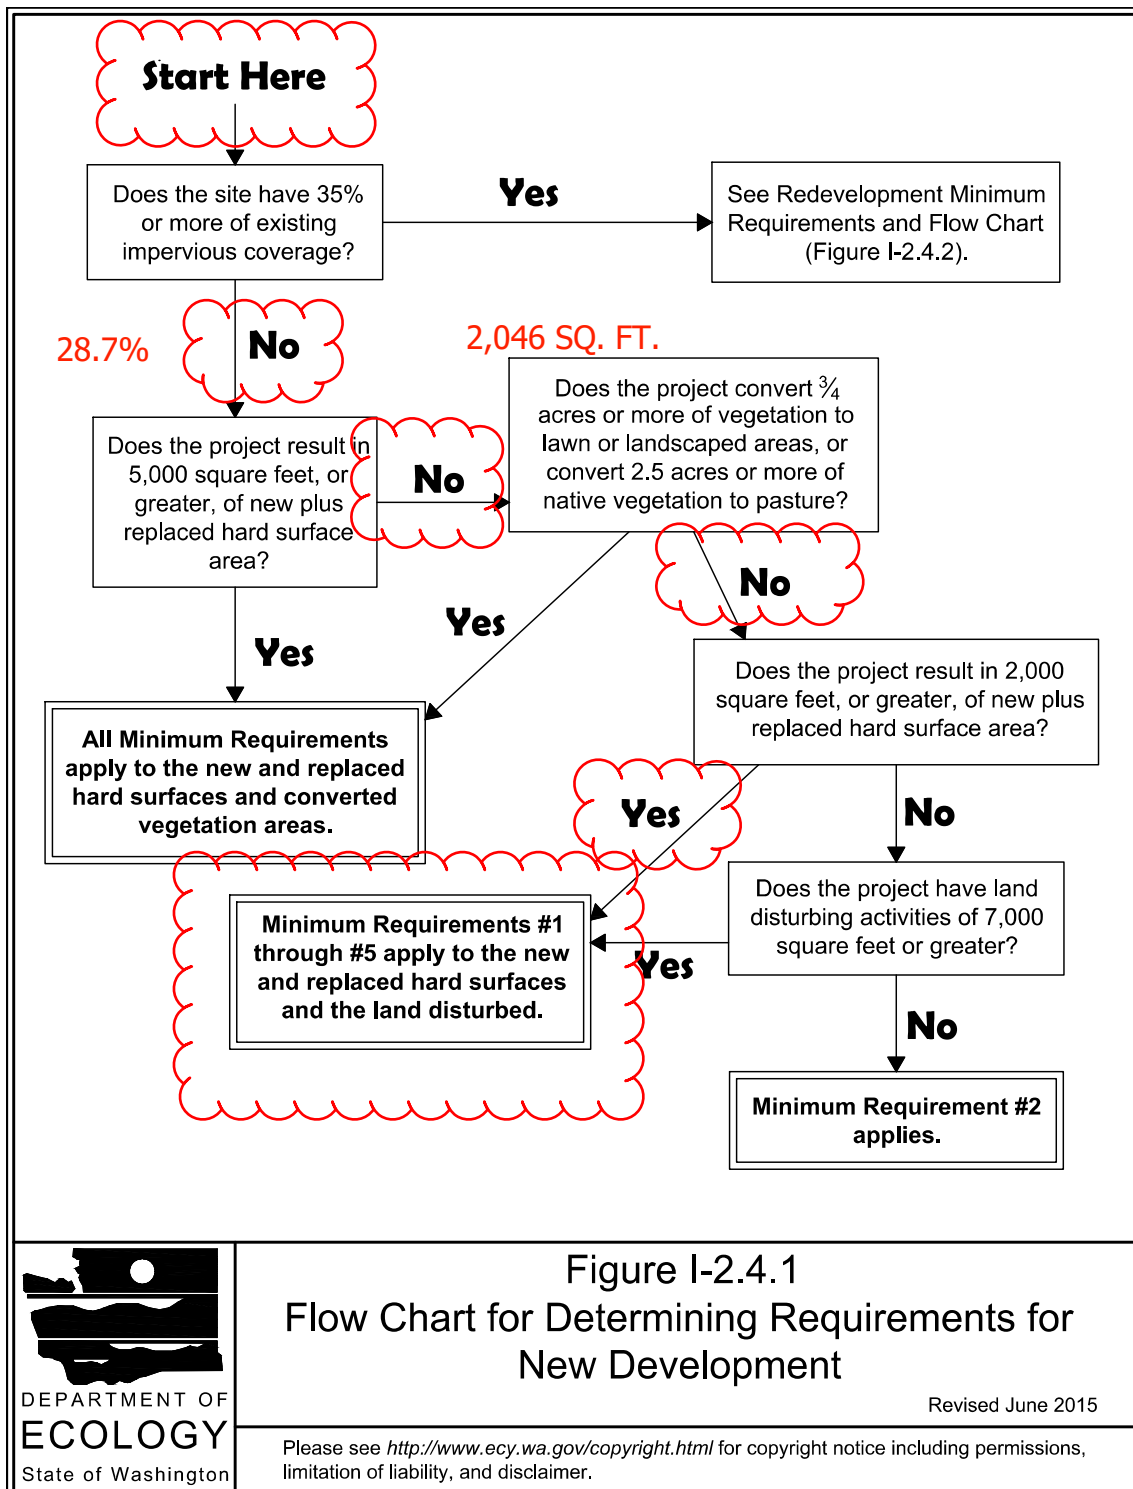 Start Here
Does the site have 35%
or more of existing
impervious coverage?
Yes
See Redevelopment Minimum
Requirements and Flow Chart
(Figure I-2.4.2).
28.7%
No
2,046 SQ. FT.
Does the project result in
5,000 square feet, or
greater, of new plus
replaced hard surface
area?
No
Does the project convert ¾
acres or more of vegetation to
lawn or landscaped areas, or
convert 2.5 acres or more of
native vegetation to pasture?
Yes
Yes
No
Does the project result in 2,000
square feet, or greater, of new plus
replaced hard surface area?
All Minimum Requirements
apply to the new and replaced
hard surfaces and converted
vegetation areas.
Yes
No
Does the project have land
disturbing activities of 7,000
square feet or greater?
Minimum Requirements #1
through #5 apply to the new
and replaced hard surfaces
and the land disturbed.
Yes
No
Minimum Requirement #2
applies.
DEPARTMENT OF
ECOLOGY
State of Washington
Figure I-2.4.1
Flow Chart for Determining Requirements for
New Development
Revised June 2015
Please see http://www.ecy.wa.gov/copyright.html for copyright notice including permissions,
limitation of liability, and disclaimer.